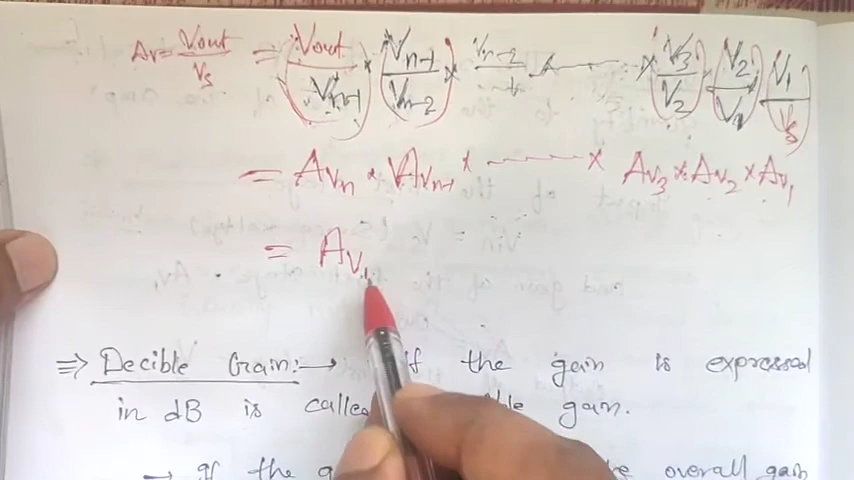 Av = Vout/Vs = (Vout/Vn-1) × (Vn-1/Vn-2) × Vn-2/ × ------ × (V3/V2) × (V2/V1) (V1/Vs)
= Avn × Avn-1 × ------ × Av3 × Av2 × Av1
= Av1
⇒ Decible Gain:→ If the gain is expressed
in dB is gain.
→ If the overall gain